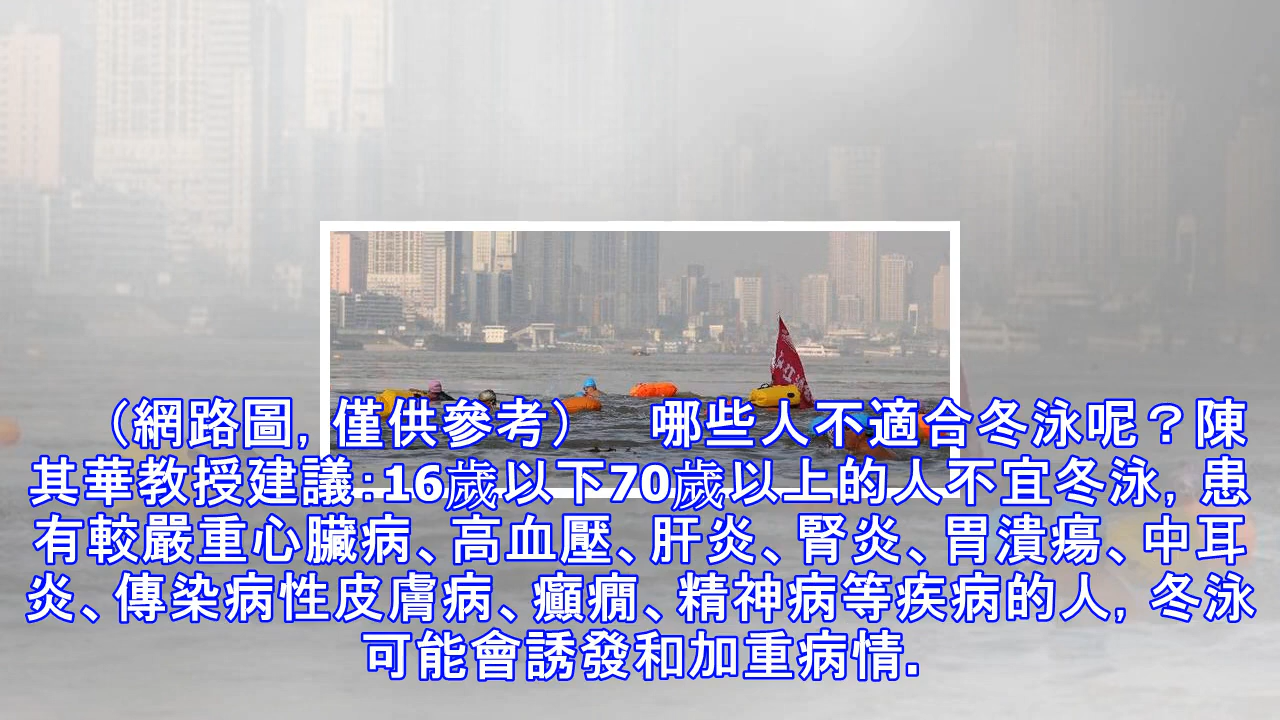 （網路圖, 僅供參考） 哪些人不適合冬泳呢？陳
其華教授建議:16歲以下70歲以上的人不宜冬泳, 患
有較嚴重心臟病、高血壓、肝炎、腎炎、胃潰瘍、中耳
炎、傳染病性皮膚病、癲癇、精神病等疾病的人, 冬泳
可能會誘發和加重病情.